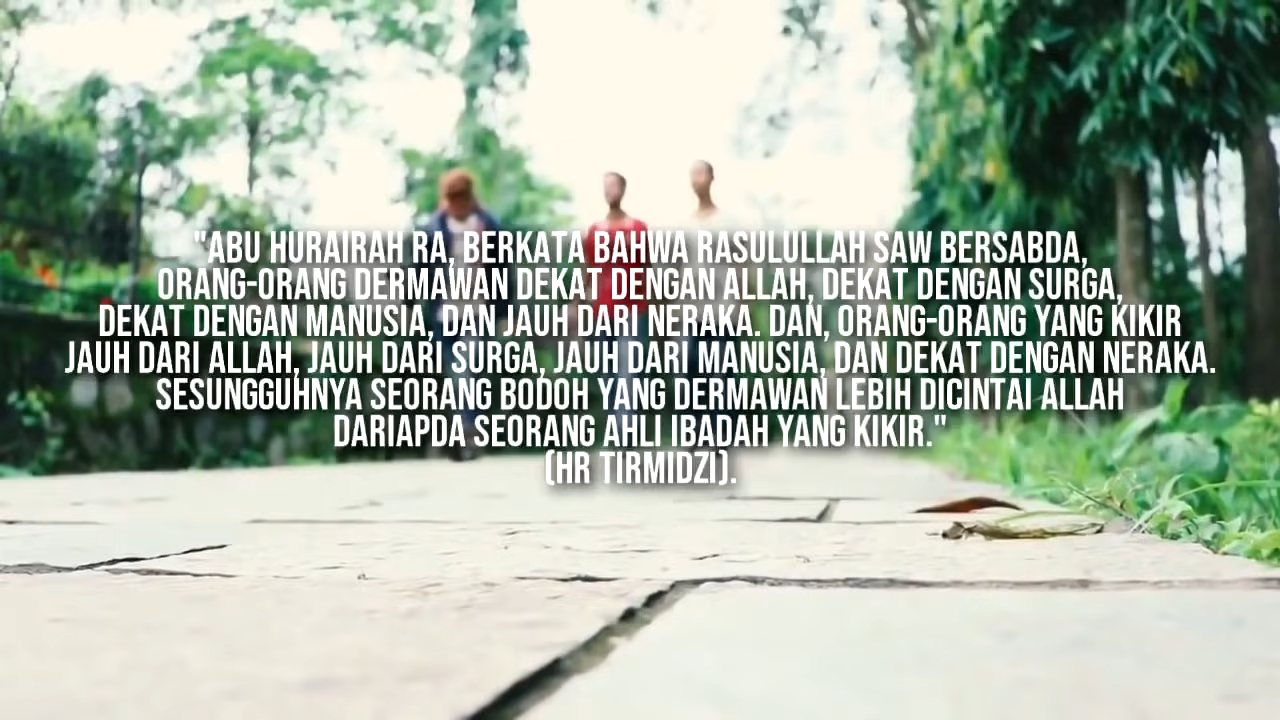 "ABU HURAIRAH RA, BERKATA BAHWA RASULULLAH SAW BERSABDA,
ORANG-ORANG DERMAWAN DEKAT DENGAN ALLAH, DEKAT DENGAN SURGA,
DEKAT DENGAN MANUSIA, DAN JAUH DARI NERAKA. DAN, ORANG-ORANG YANG KIKIR
JAUH DARI ALLAH, JAUH DARI SURGA, JAUH DARI MANUSIA, DAN DEKAT DENGAN NERAKA.
SESUNGGUHNYA SEORANG BODOH YANG DERMAWAN LEBIH DICINTAI ALLAH
DARIAPDA SEORANG AHLI IBADAH YANG KIKIR."
(HR TIRMIDZI).